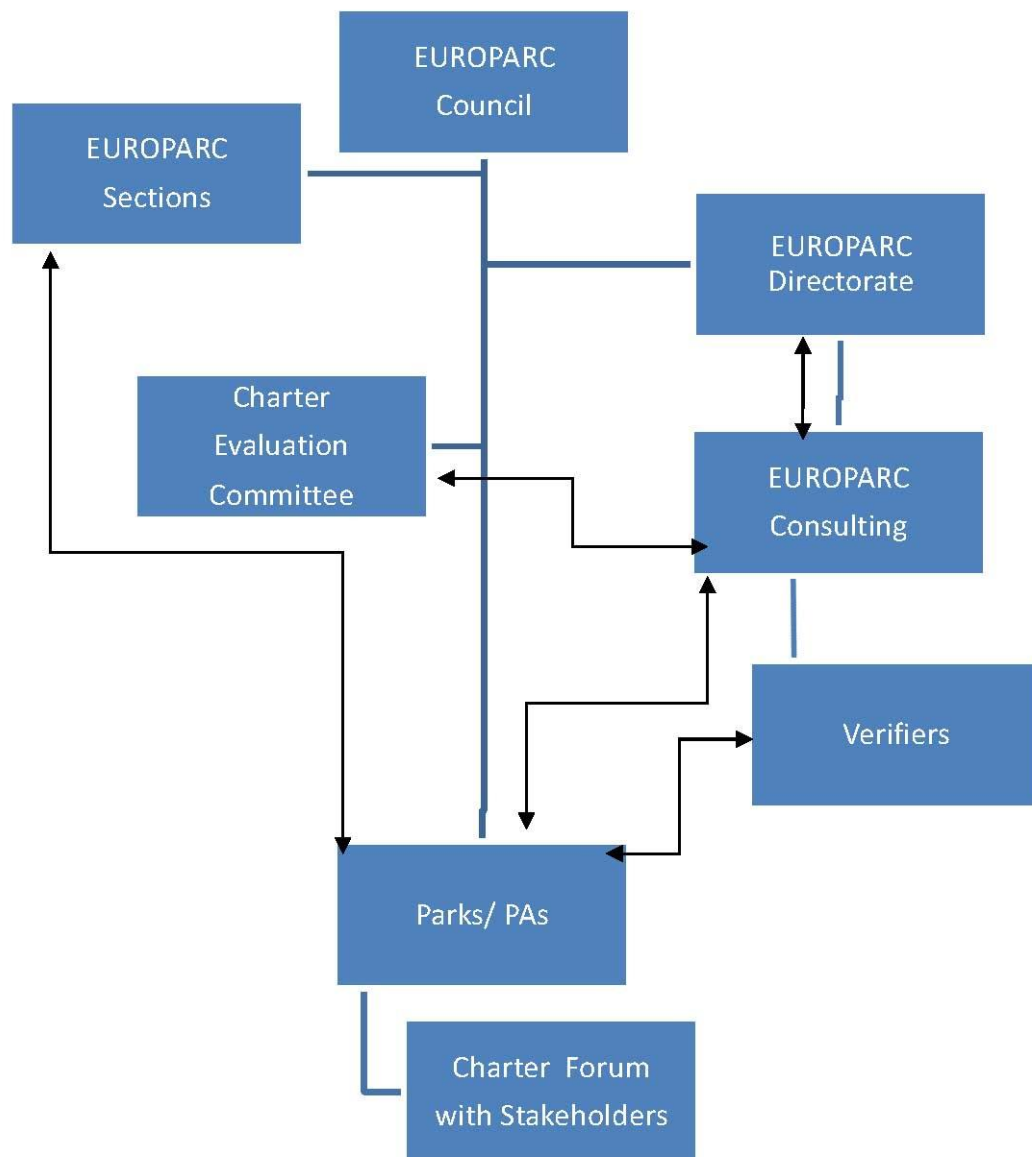 EUROPARC
Council
EUROPARC
Sections
EUROPARC
Directorate
Charter
Evaluation
Committee
EUROPARC
Consulting
Verifiers
Parks/ PAs
Charter Forum
with Stakeholders